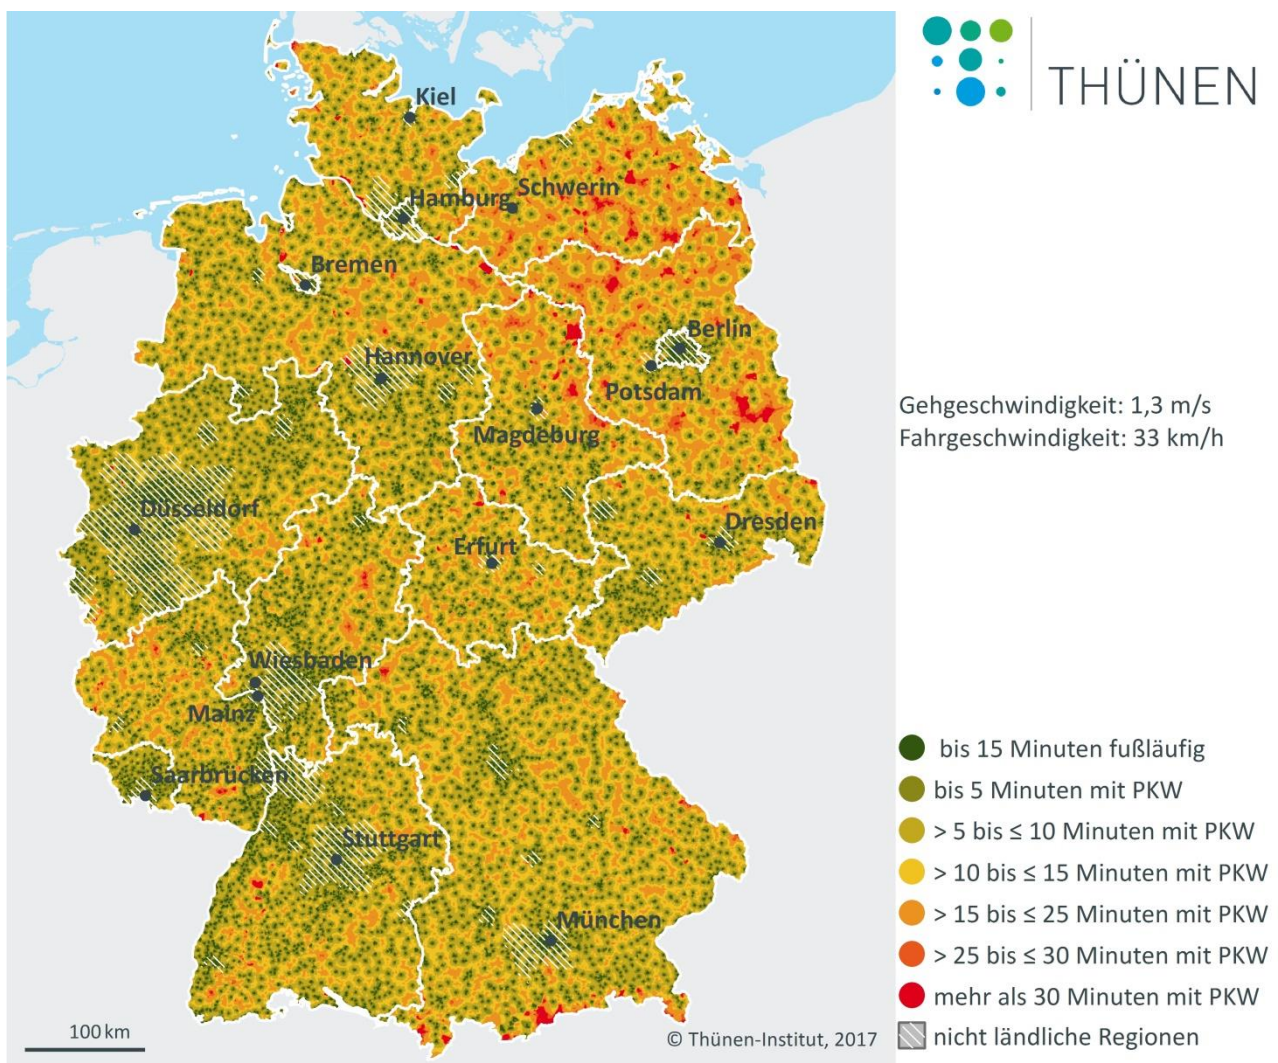 THÜNEN
Kiel
Schwerin
Hamburg
Bremen
Berlin
Hannover
Potsdam
Magdeburg
Düsseldorf
Dresden
Erfurt
Wiesbaden
Mainz
Saarbrücken
Stuttgart
München
Gehgeschwindigkeit: 1,3 m/s
Fahrgeschwindigkeit: 33 km/h
bis 15 Minuten fußläufig
bis 5 Minuten mit PKW
> 5 bis ≤ 10 Minuten mit PKW
> 10 bis ≤ 15 Minuten mit PKW
> 15 bis ≤ 25 Minuten mit PKW
> 25 bis ≤ 30 Minuten mit PKW
mehr als 30 Minuten mit PKW
nicht ländliche Regionen
100 km
© Thünen-Institut, 2017